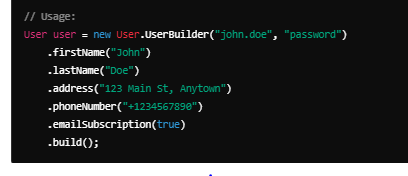 // Usage:
User user = new User.UserBuilder("john.doe", "password")
    .firstName("John")
    .lastName("Doe")
    .address("123 Main St, Anytown")
    .phoneNumber("+1234567890")
    .emailSubscription(true)
    .build();